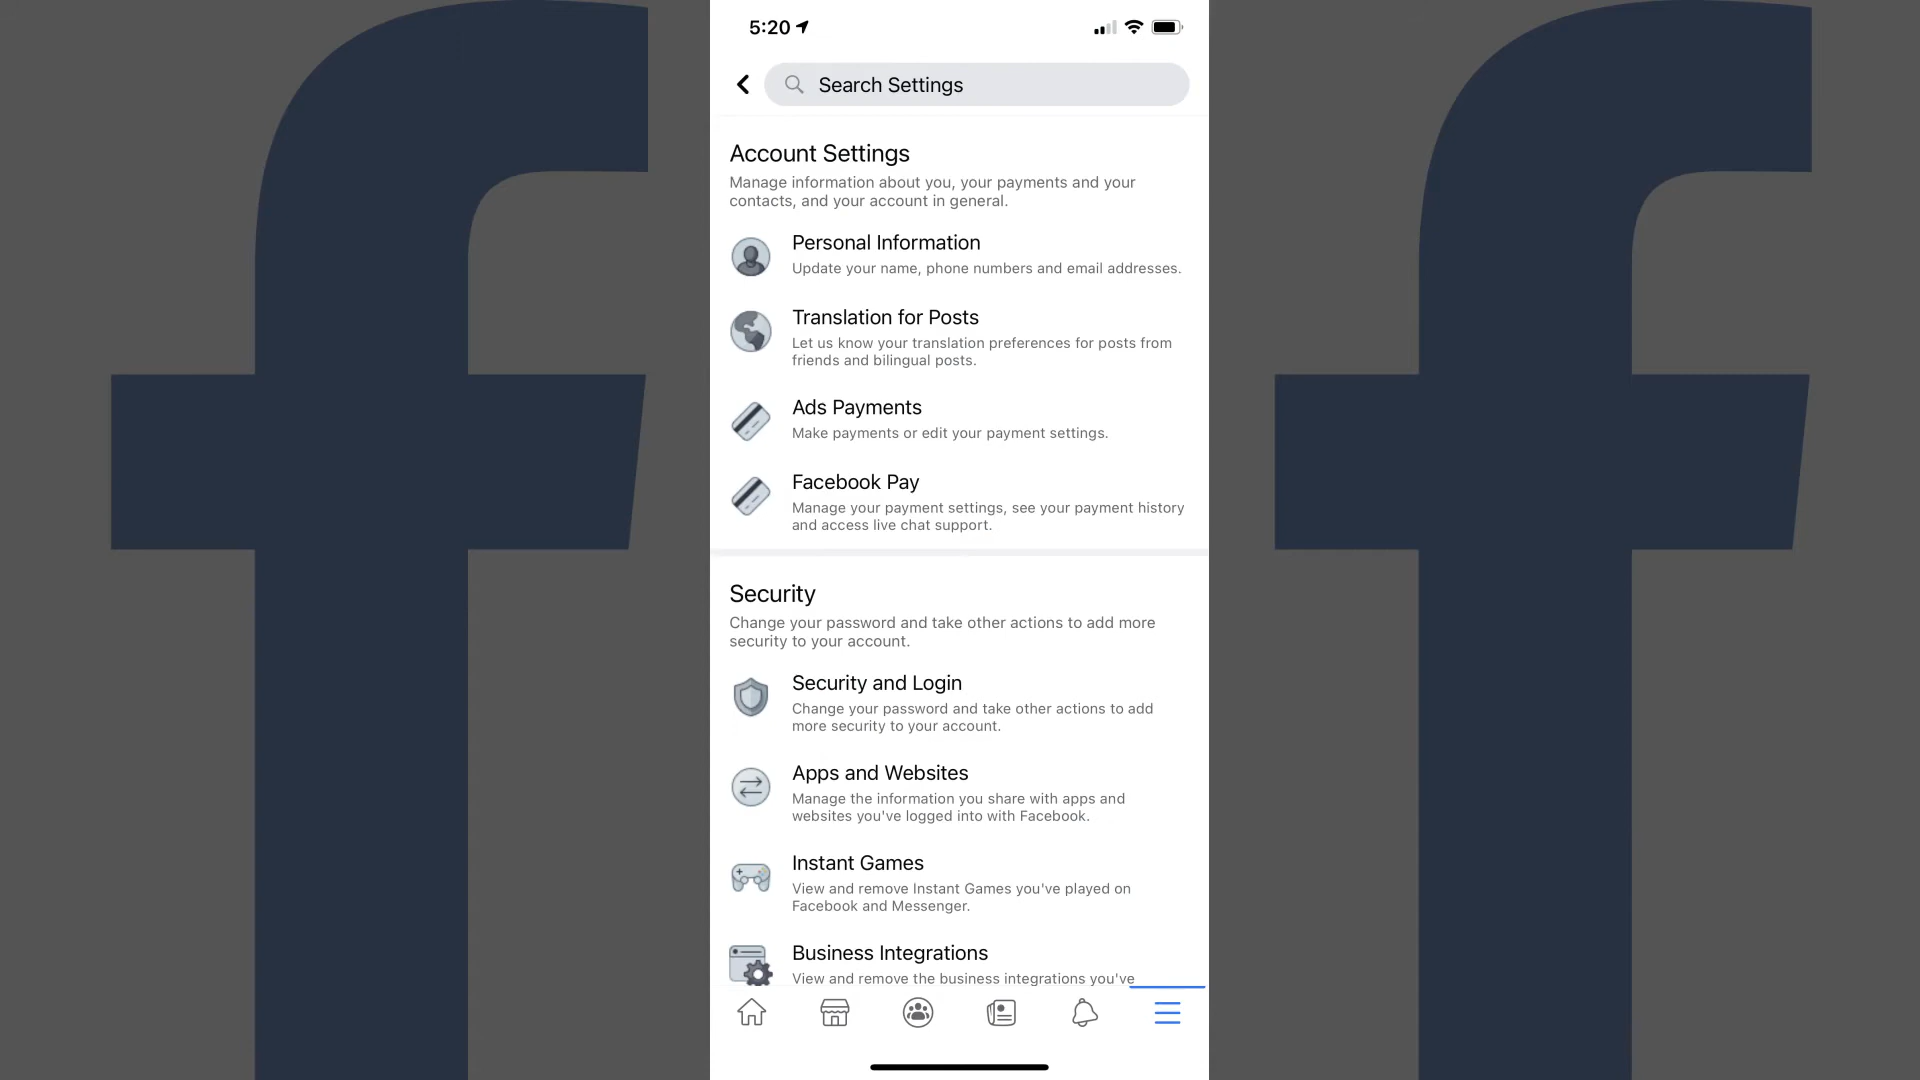 5:20
Search Settings
Account Settings
Manage information about you, your payments and your
contacts, and your account in general.
Personal Information
Update your name, phone numbers and email addresses.
Translation for Posts
Let us know your translation preferences for posts from
friends and bilingual posts.
Ads Payments
Make payments or edit your payment settings.
Facebook Pay
Manage your payment settings, see your payment history
and access live chat support.
Security
Change your password and take other actions to add more
security to your account.
Security and Login
Change your password and take other actions to add
more security to your account.
Apps and Websites
Manage the information you share with apps and
websites you've logged into with Facebook.
Instant Games
View and remove Instant Games you've played on
Facebook and Messenger.
Business Integrations
View and remove the business integrations you've